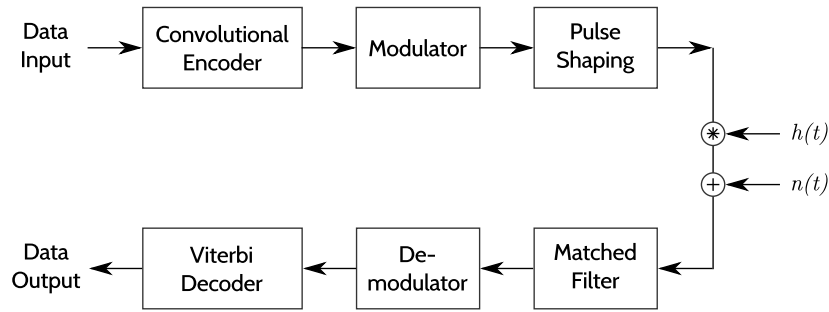 Data
Input
Convolutional
Encoder
Modulator
Pulse
Shaping
*
h(t)
+
n(t)
Data
Output
Viterbi
Decoder
De-
modulator
Matched
Filter